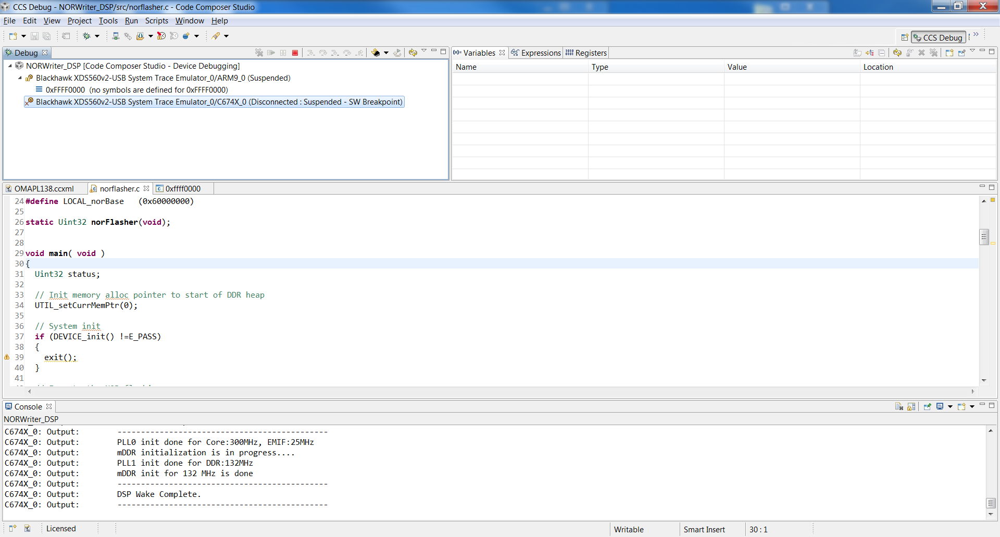 CCS Debug - NORWriter_DSP/src/norflasher.c - Code Composer Studio
File Edit View Project Tools Run Scripts Window Help
CCS Debug
Debug
NORWriter_DSP [Code Composer Studio - Device Debugging]
Blackhawk XDS560v2-USB System Trace Emulator_0/ARM9_0 (Suspended)
0xFFFF0000 (no symbols are defined for 0xFFFF0000)
Blackhawk XDS560v2-USB System Trace Emulator_0/C674X_0 (Disconnected : Suspended - SW Breakpoint)
(x)= Variables Expressions 1010 0101 Registers
Name Type Value Location
OMAPL138.ccxml norflasher.c 0xffff0000
24 #define LOCAL_norBase (0x60000000)
25
26 static Uint32 norFlasher(void);
27
28
29 void main( void )
30 {
31 Uint32 status;
32
33 // Init memory alloc pointer to start of DDR heap
34 UTIL_setCurrMemPtr(0);
35
36 // System init
37 if (DEVICE_init() !=E_PASS)
38 {
39 exit();
40 }
41
Console
NORWriter_DSP
C674X_0: Output: ---------------------------------------------
C674X_0: Output: PLL0 init done for Core:300MHz, EMIF:25MHz
C674X_0: Output: mDDR initialization is in progress....
C674X_0: Output: PLL1 init done for DDR:132MHz
C674X_0: Output: mDDR init for 132 MHz is done
C674X_0: Output: ---------------------------------------------
C674X_0: Output: DSP Wake Complete.
C674X_0: Output: ---------------------------------------------
Licensed Writable Smart Insert 30 : 1